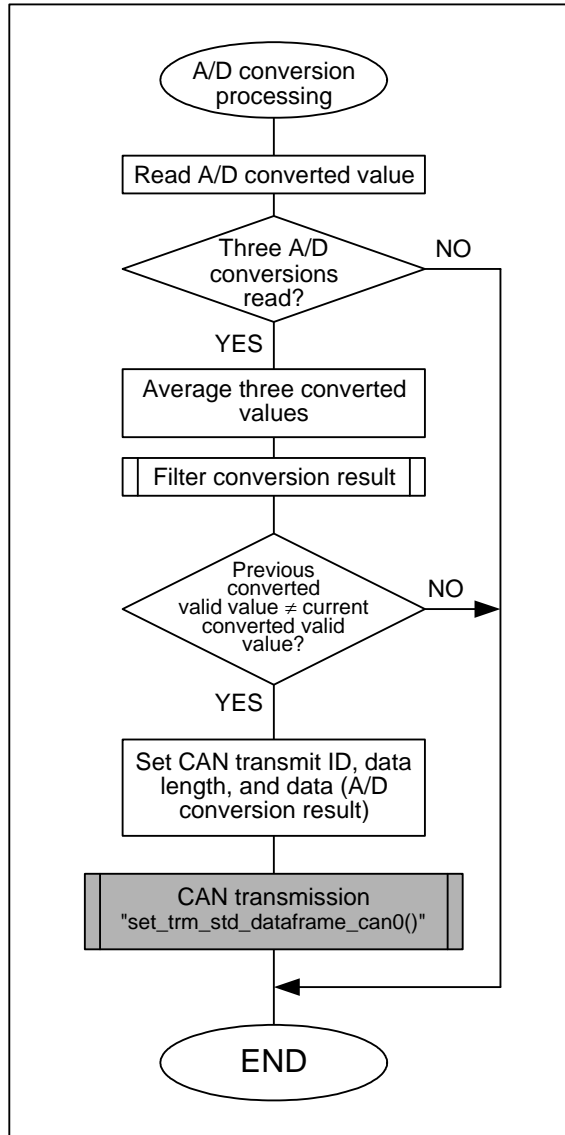 A/D conversion
processing
Read A/D converted value
Three A/D
conversions
read?
NO
YES
Average three converted
values
Filter conversion result
Previous
converted
valid value ≠ current
converted valid
value?
NO
YES
Set CAN transmit ID, data
length, and data (A/D
conversion result)
CAN transmission
"set_trm_std_dataframe_can0()"
END